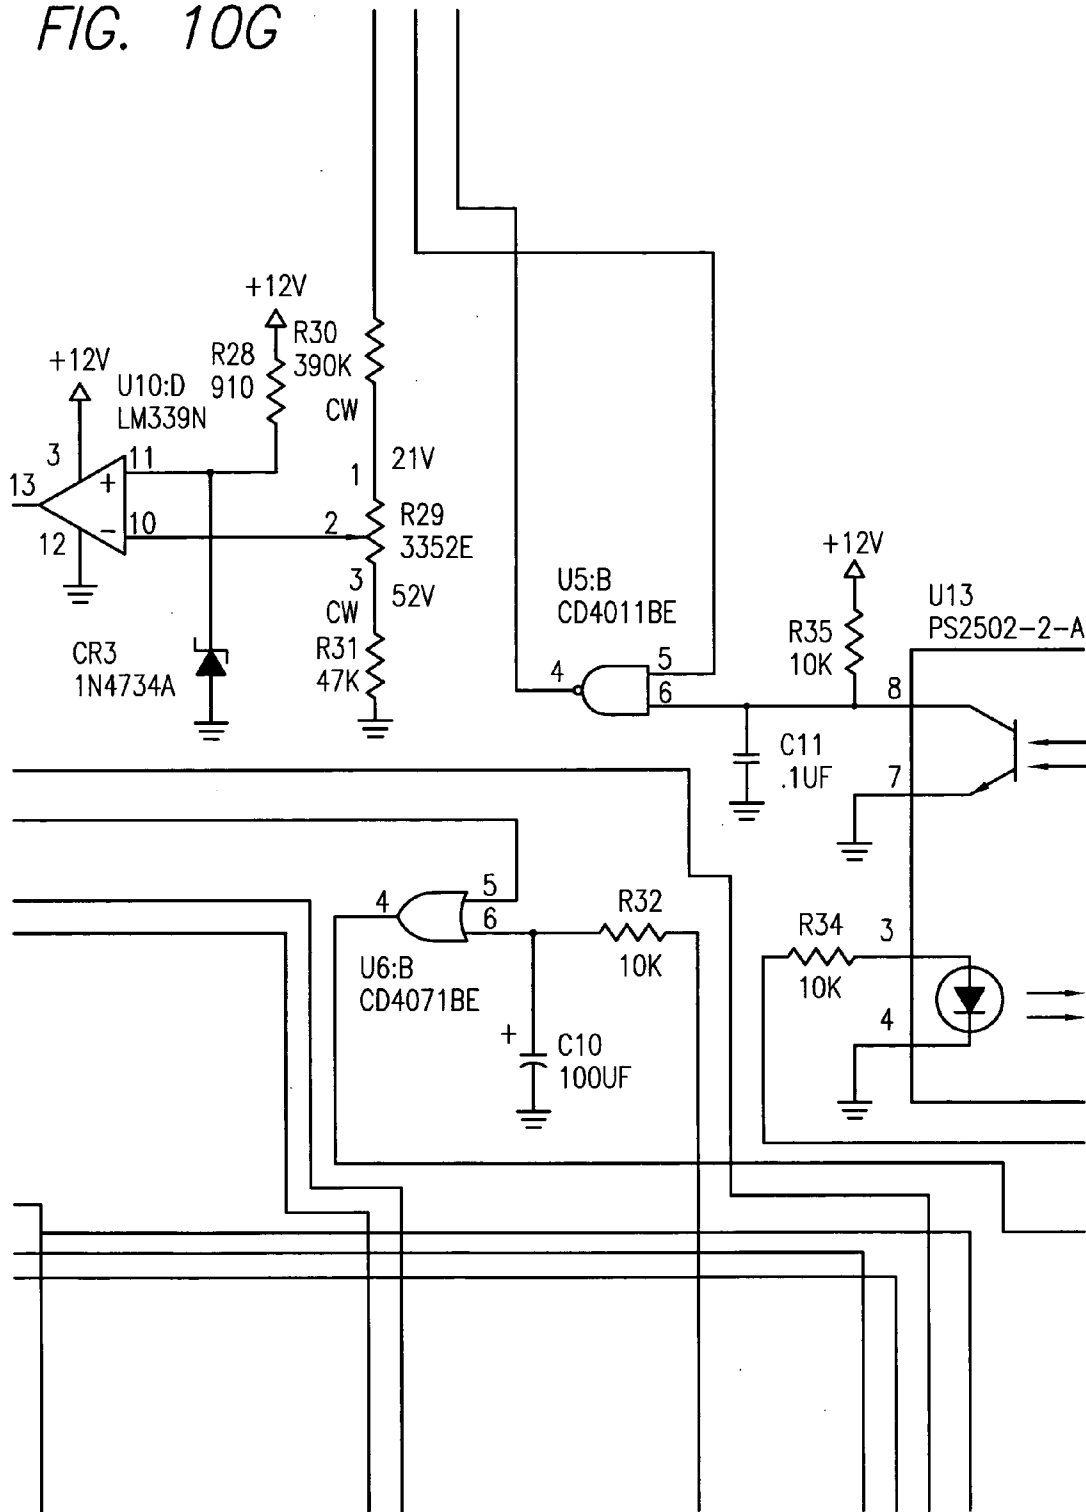 FIG. 10G
+12V
R30
390K
R28
910
+12V
U10:D
LM339N
CW
3
11
13
+
1
21V
-
10
2
R29
3352E
12
3
52V
CW
CR3
1N4734A
R31
47K
U5:B
CD4011BE
4
5
6
+12V
R35
10K
U13
PS2502-2-A
8
C11
.1UF
7
4
5
6
R32
10K
U6:B
CD4071BE
+
C10
100UF
R34
10K
3
4